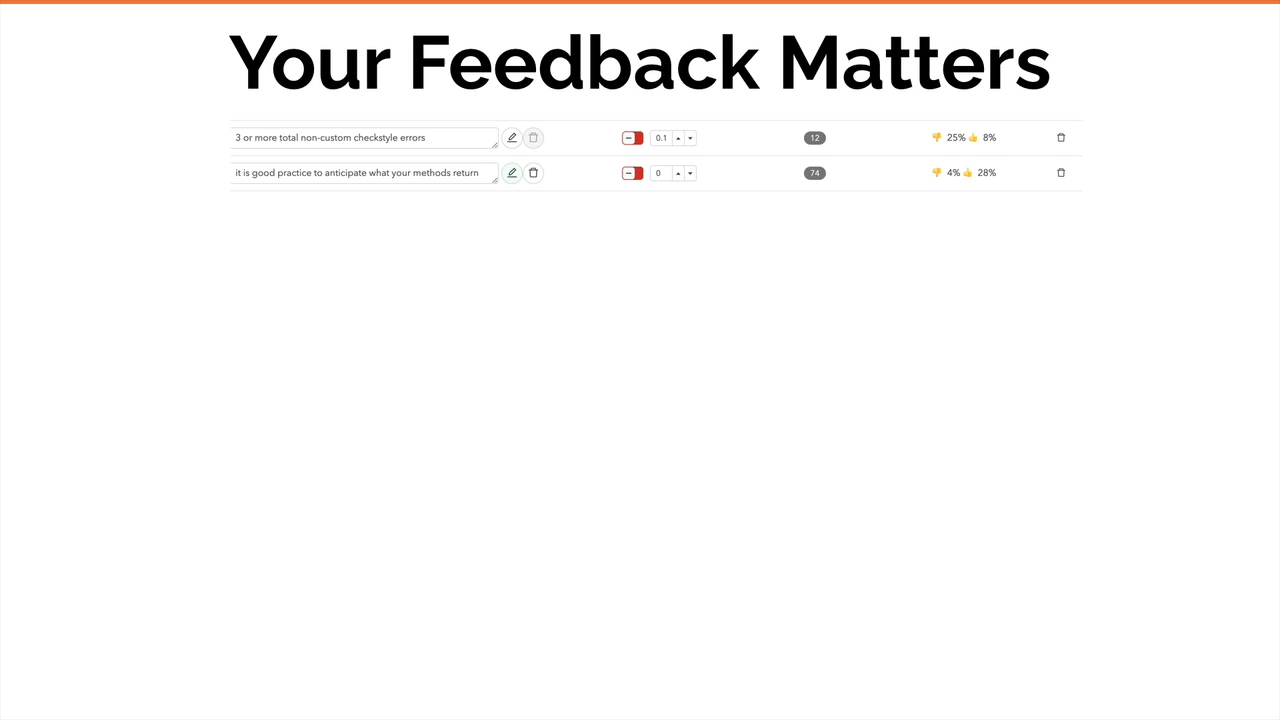 Your Feedback Matters
3 or more total non-custom checkstyle errors 0.1 12 👎 25% 👍 8%
it is good practice to anticipate what your methods return 0 74 👎 4% 👍 28%